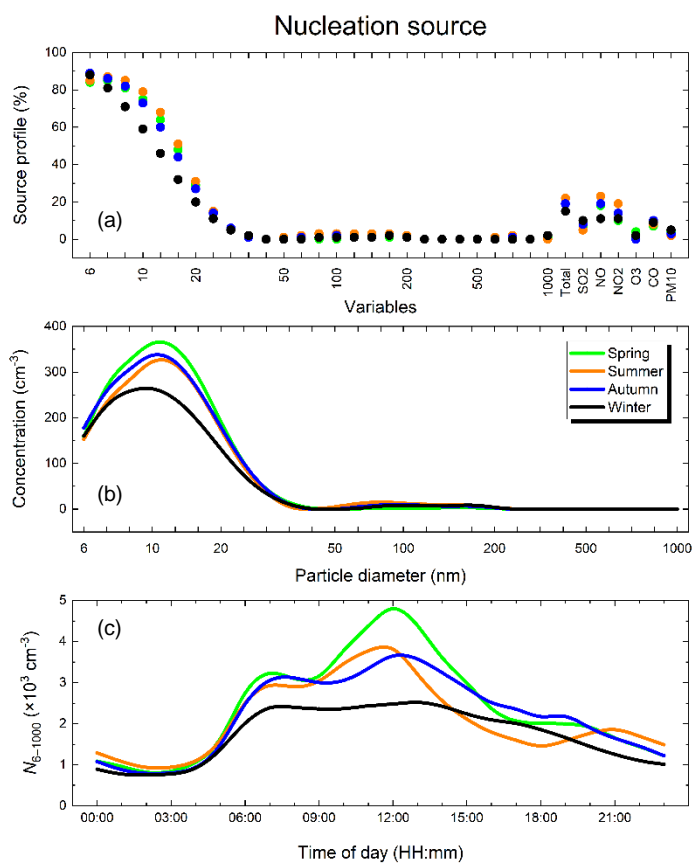 Nucleation source
100
80
60
40
20
0
Source profile (%)
(a)
6 10 20 50 100 200 500 1000 Total SO2 NO NO2 O3 CO PM10
Variables
400
300
200
100
0
Concentration (cm⁻³)
Spring
Summer
Autumn
Winter
(b)
6 10 20 50 100 200 500 1000
Particle diameter (nm)
5
4
3
2
1
0
N₆₋₁₀₀₀ (×10³ cm⁻³)
(c)
00:00 03:00 06:00 09:00 12:00 15:00 18:00 21:00
Time of day (HH:mm)